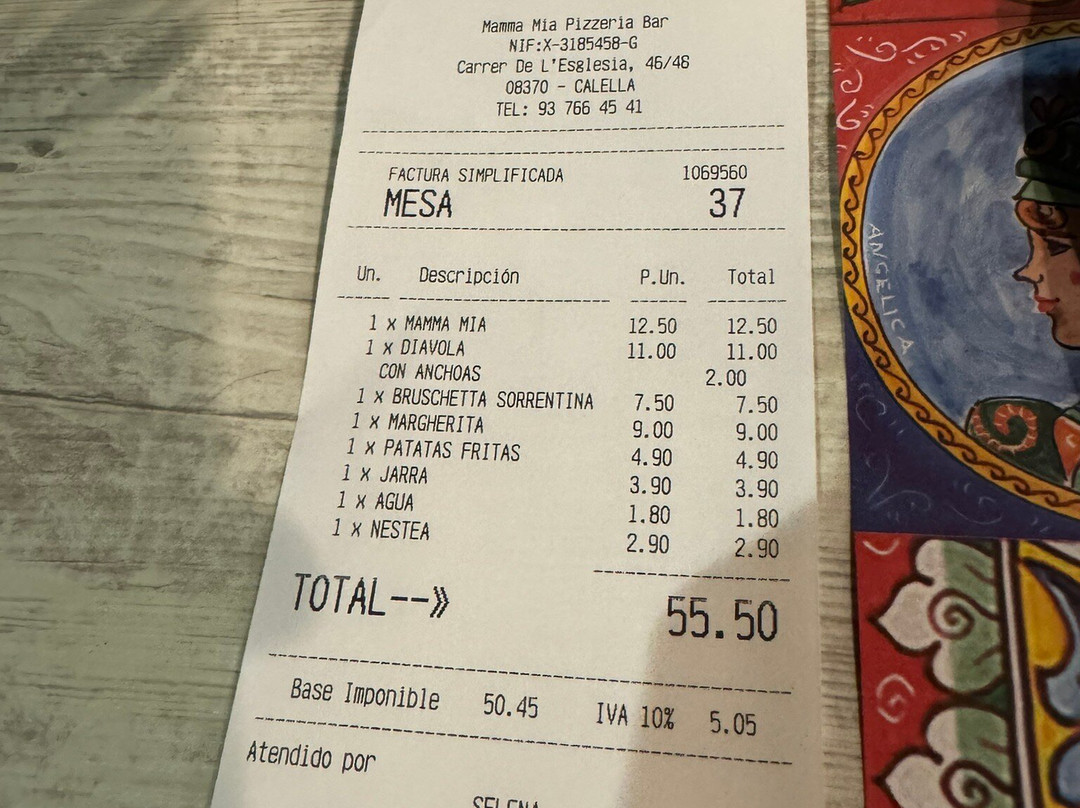 Mamma Mia Pizzeria Bar
NIF:X-3185458-G
Carrer De L'Esglesia, 46/48
08370 - CALELLA
TEL: 93 766 45 41
FACTURA SIMPLIFICADA 1069560
MESA 37
Un. Descripción P.Un. Total
1 x MAMMA MIA 12.50 12.50
1 x DIAVOLA 11.00 11.00
CON ANCHOAS 2.00
1 x BRUSCHETTA SORRENTINA 7.50 7.50
1 x MARGHERITA 9.00 9.00
1 x PATATAS FRITAS 4.90 4.90
1 x JARRA 3.90 3.90
1 x AGUA 1.80 1.80
1 x NESTEA 2.90 2.90
TOTAL--» 55.50
Base Imponible 50.45 IVA 10% 5.05
Atendido por
SELENA
ANGELICA